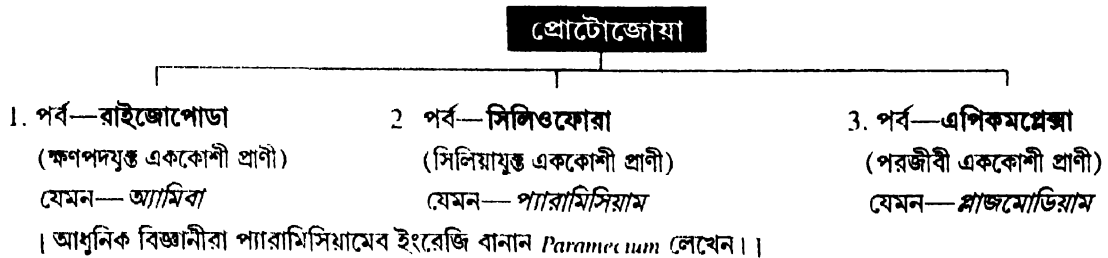 প্রোটোজোয়া
1. পর্ব—রাইজোপোডা 2 পর্ব—সিলিওফোরা 3. পর্ব—এপিকমপ্লেক্সা
(ক্ষণপদযুক্ত এককোশী প্রাণী) (সিলিয়াযুক্ত এককোশী প্রাণী) (পরজীবী এককোশী প্রাণী)
যেমন— অ্যামিবা যেমন— প্যারামিসিয়াম যেমন— প্লাজমোডিয়াম
| আধুনিক বিজ্ঞানীরা প্যারামিসিয়ামেব ইংরেজি বানান Paramecium লেখেন। |